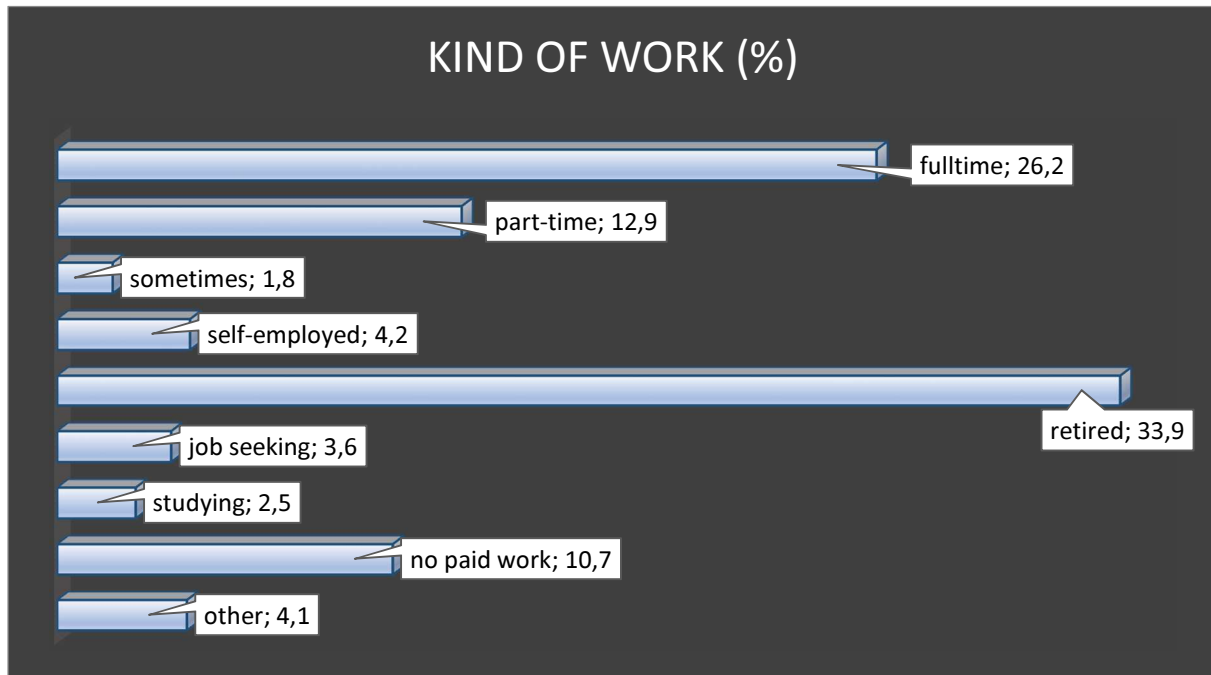 KIND OF WORK (%)
fulltime; 26,2
part-time; 12,9
sometimes; 1,8
self-employed; 4,2
retired; 33,9
job seeking; 3,6
studying; 2,5
no paid work; 10,7
other; 4,1